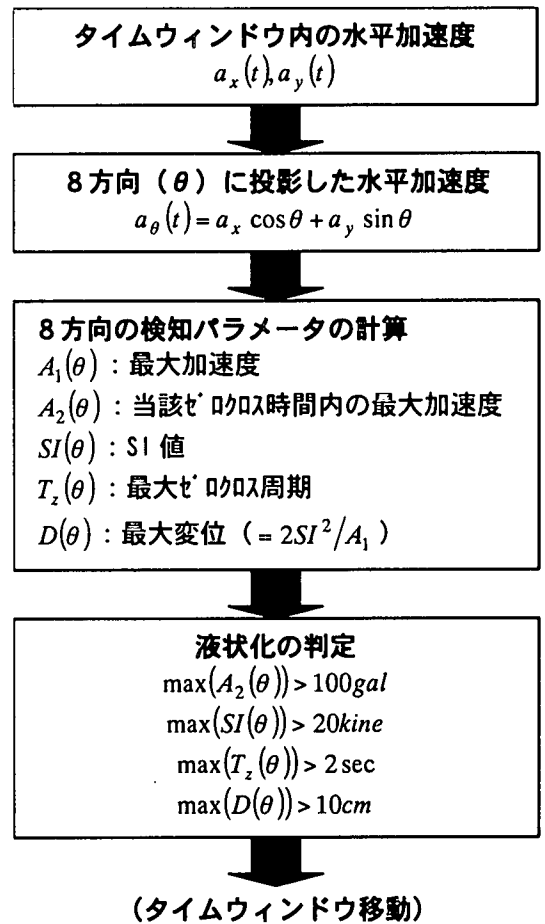 タイムウィンドウ内の水平加速度
a_x(t), a_y(t)
8方向（θ）に投影した水平加速度
a_θ(t) = a_x cosθ + a_y sinθ
8方向の検知パラメータの計算
A_1(θ)：最大加速度
A_2(θ)：当該ｾﾞﾛｸﾛｽ時間内の最大加速度
SI(θ)：SI値
T_z(θ)：最大ｾﾞﾛｸﾛｽ周期
D(θ)：最大変位（= 2SI^2/A_1）
液状化の判定
max(A_2(θ)) > 100gal
max(SI(θ)) > 20kine
max(T_z(θ)) > 2 sec
max(D(θ)) > 10cm
(タイムウィンドウ移動)